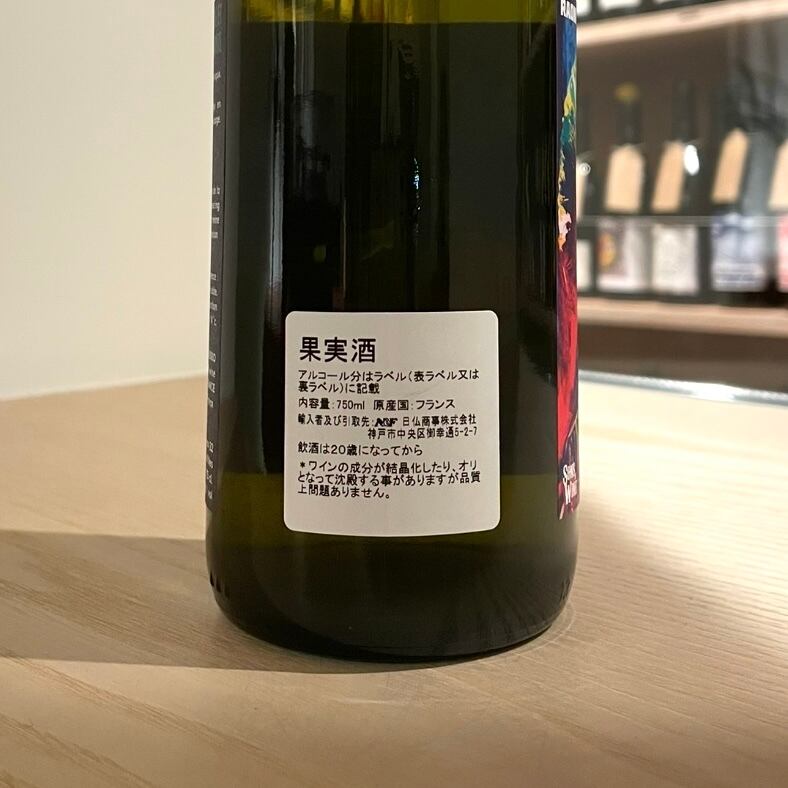 果実酒
アルコール分はラベル(表ラベル又は
裏ラベル)に記載
内容量:750ml 原産国:フランス
輸入者及び引取先:NF 日仏商事株式会社
神戸市中央区御幸通5-2-7
飲酒は20歳になってから
*ワインの成分が結晶化したり、オリ
となって沈殿する事がありますが品質
上問題ありません。